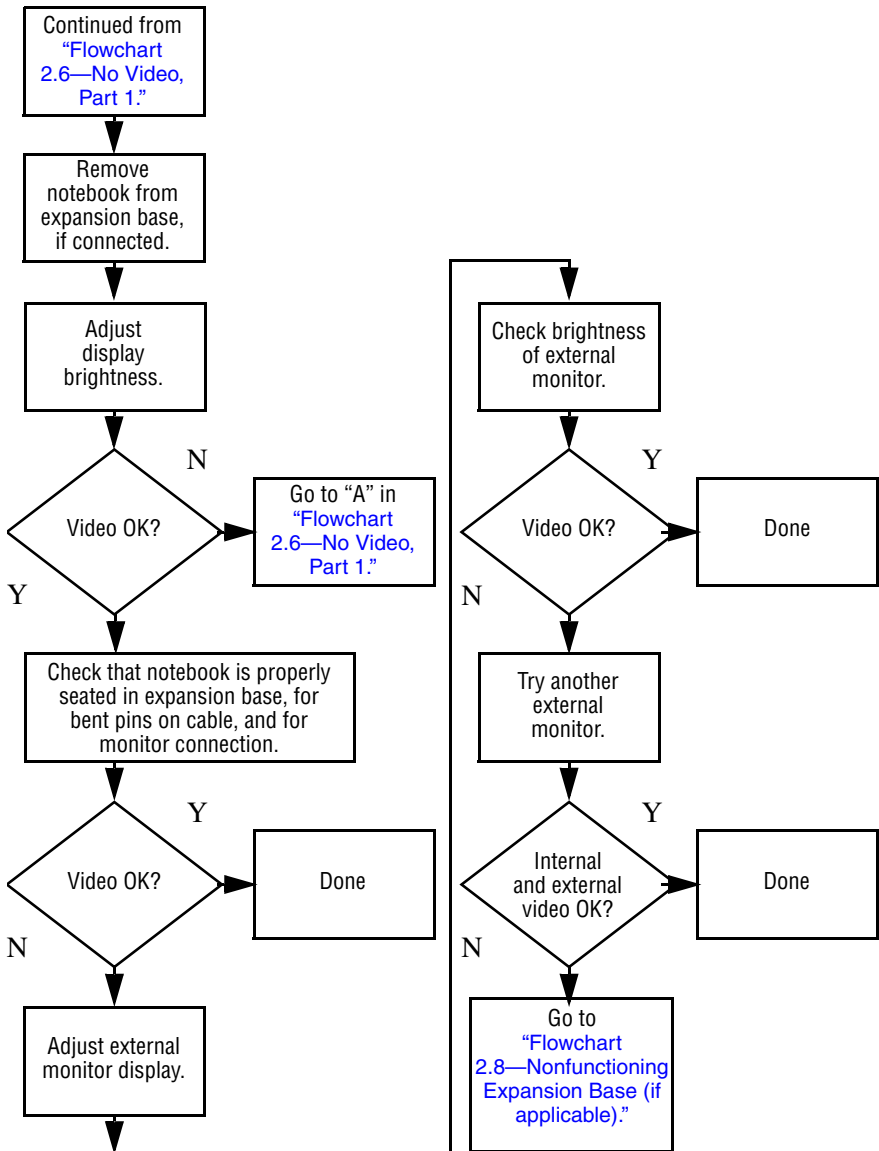 Continued from
“Flowchart
2.6—No Video,
Part 1.”
Remove
notebook from
expansion base,
if connected.
Adjust
display
brightness.
N
Video OK?
Go to “A” in
“Flowchart
2.6—No Video,
Part 1.”
Y
Check that notebook is properly
seated in expansion base, for
bent pins on cable, and for
monitor connection.
Y
Video OK?
Done
N
Adjust external
monitor display.
Check brightness
of external
monitor.
Y
Video OK?
Done
N
Try another
external
monitor.
Y
Internal
and external
video OK?
Done
N
Go to
“Flowchart
2.8—Nonfunctioning
Expansion Base (if
applicable).”